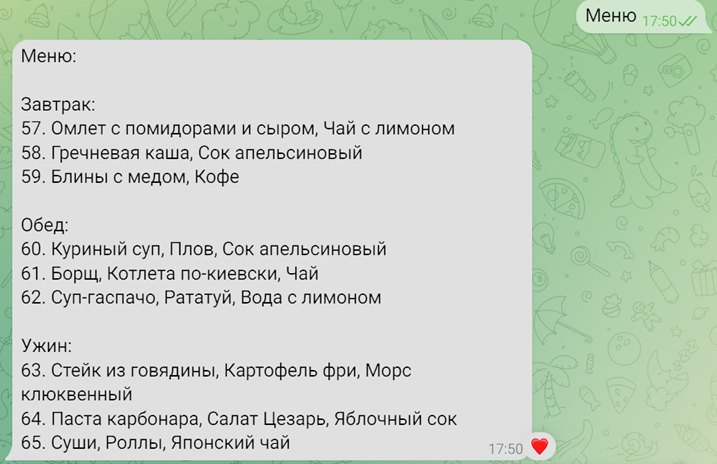 Меню 17:50
Меню:
Завтрак:
57. Омлет с помидорами и сыром, Чай с лимоном
58. Гречневая каша, Сок апельсиновый
59. Блины с медом, Кофе
Обед:
60. Куриный суп, Плов, Сок апельсиновый
61. Борщ, Котлета по-киевски, Чай
62. Суп-гаспачо, Рататуй, Вода с лимоном
Ужин:
63. Стейк из говядины, Картофель фри, Морс
клюквенный
64. Паста карбонара, Салат Цезарь, Яблочный сок
65. Суши, Роллы, Японский чай
17:50